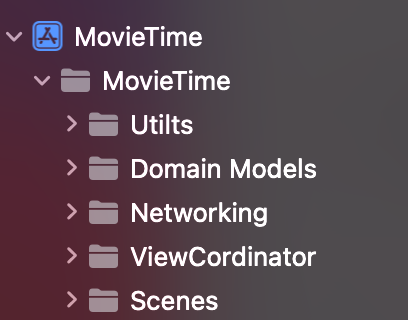 MovieTime
MovieTime
Utilts
Domain Models
Networking
ViewCordinator
Scenes